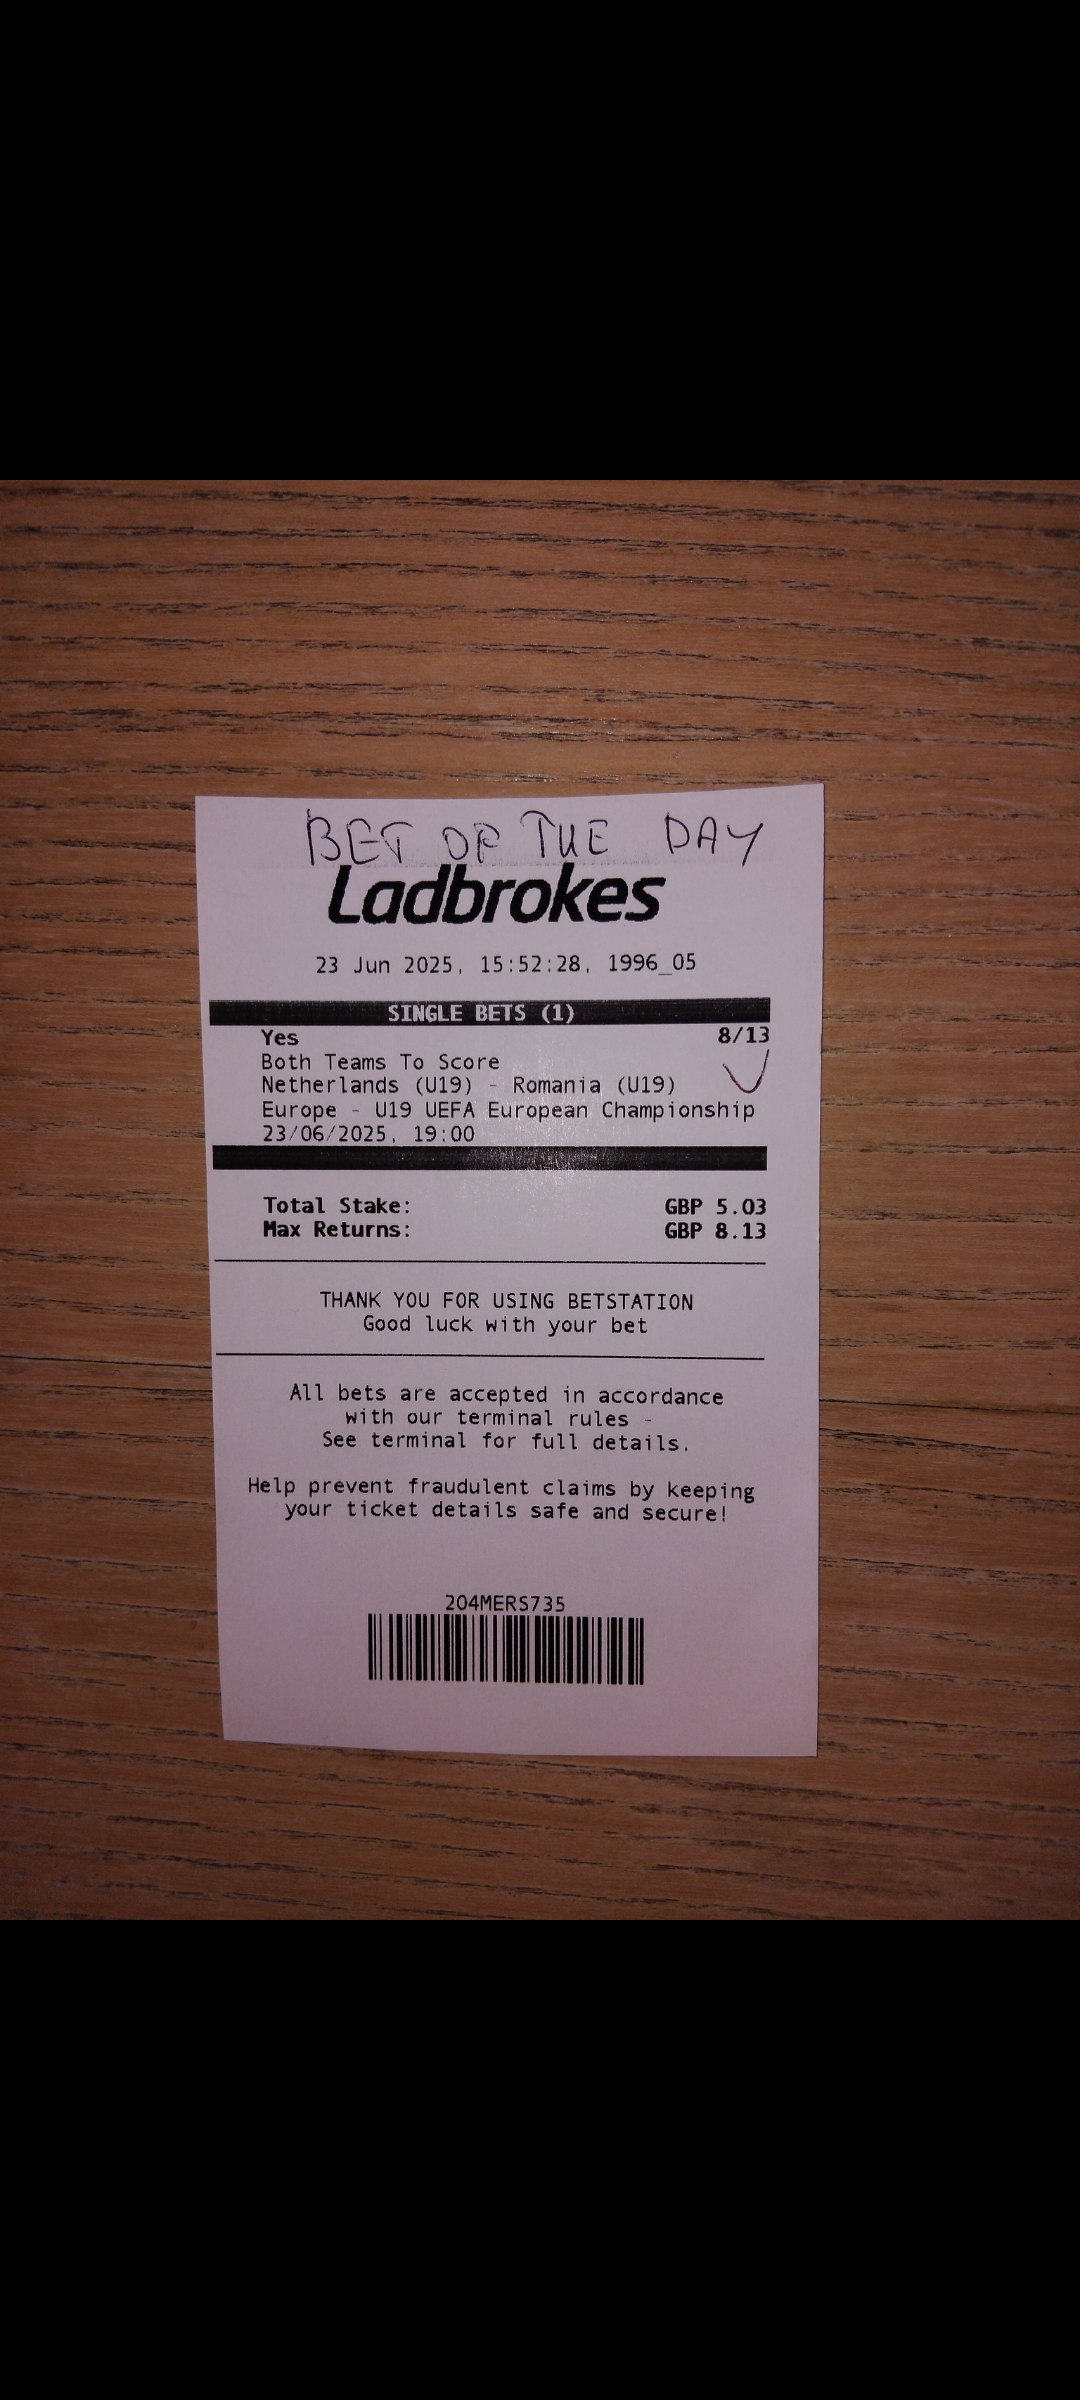 BET OF THE DAY
Ladbrokes
23 Jun 2025, 15:52:28, 1996_05
SINGLE BETS (1)
Yes 8/13
Both Teams To Score
Netherlands (U19) - Romania (U19)
Europe - U19 UEFA European Championship
23/06/2025, 19:00
Total Stake: GBP 5.03
Max Returns: GBP 8.13
THANK YOU FOR USING BETSTATION
Good luck with your bet
All bets are accepted in accordance
with our terminal rules -
See terminal for full details.
Help prevent fraudulent claims by keeping
your ticket details safe and secure!
204MERS735